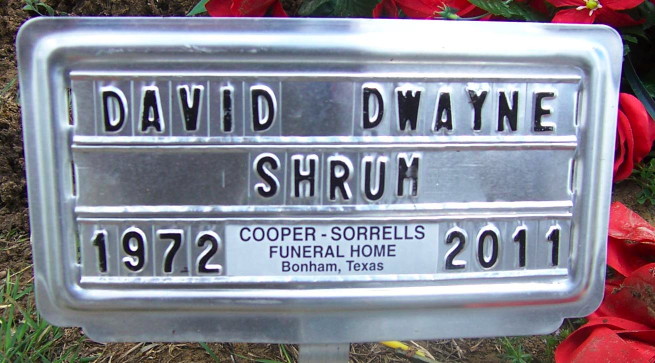 DAVID DWAYNE
SHRUM
1972 COOPER - SORRELLS 2011
FUNERAL HOME
Bonham, Texas